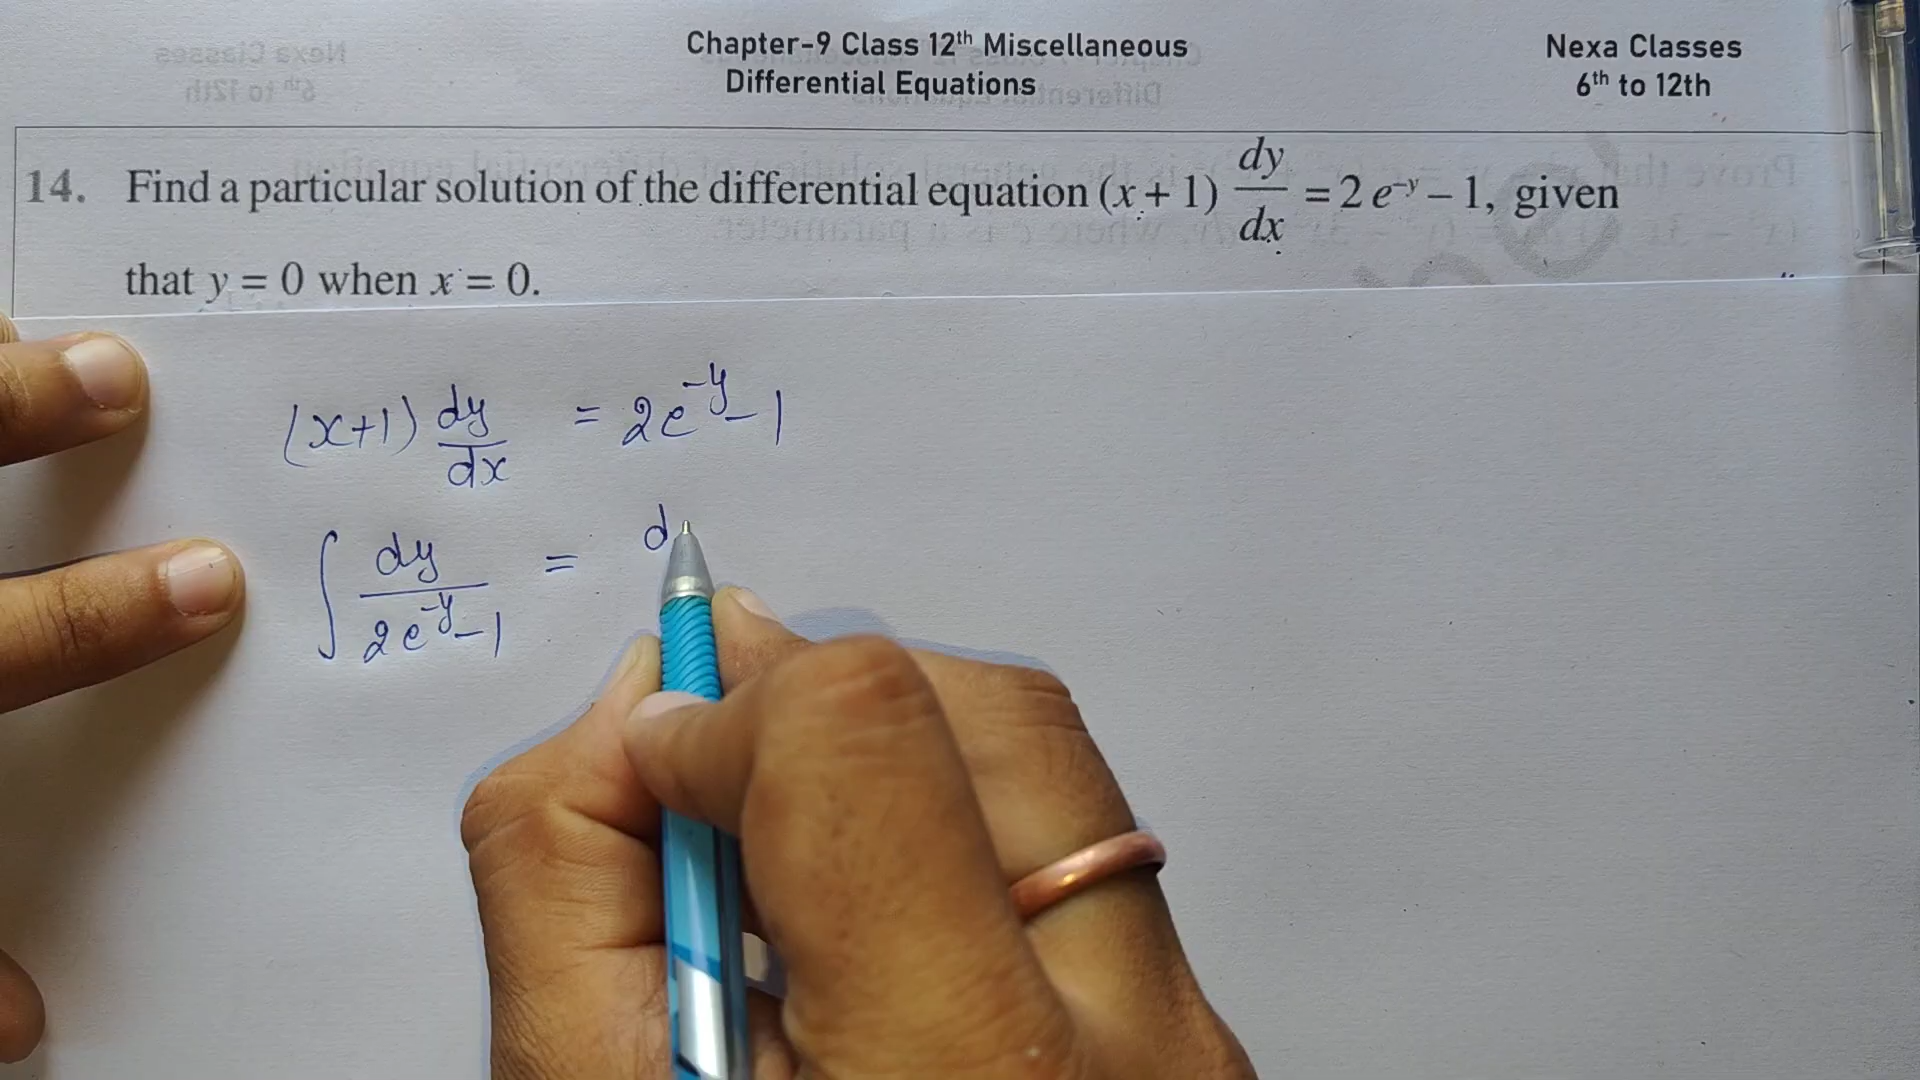 Chapter-9 Class 12th Miscellaneous
Differential Equations
Nexa Classes
6th to 12th
14. Find a particular solution of the differential equation (x + 1) dy/dx = 2 e^-y – 1, given
that y = 0 when x = 0.
(x+1) dy/dx = 2e^-y - 1
∫ dy/(2e^-y - 1) = d